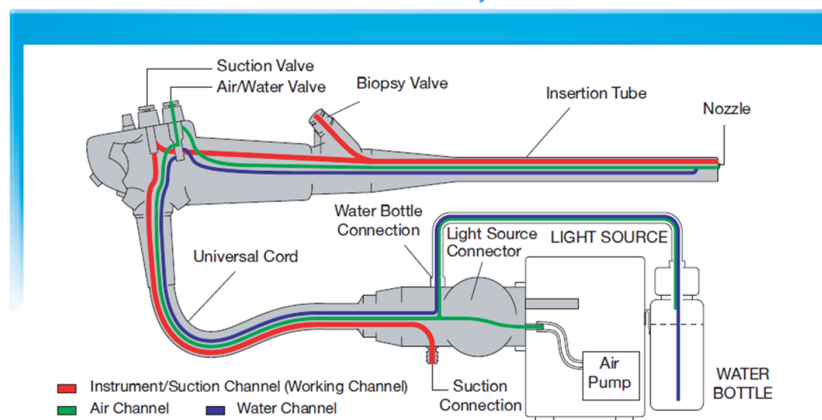 Suction Valve
Air/Water Valve
Biopsy Valve
Insertion Tube
Nozzle
Water Bottle
Connection
Light Source
Connector
LIGHT SOURCE
Universal Cord
Air
Pump
WATER
BOTTLE
Suction
Connection
Instrument/Suction Channel (Working Channel)
Air Channel
Water Channel